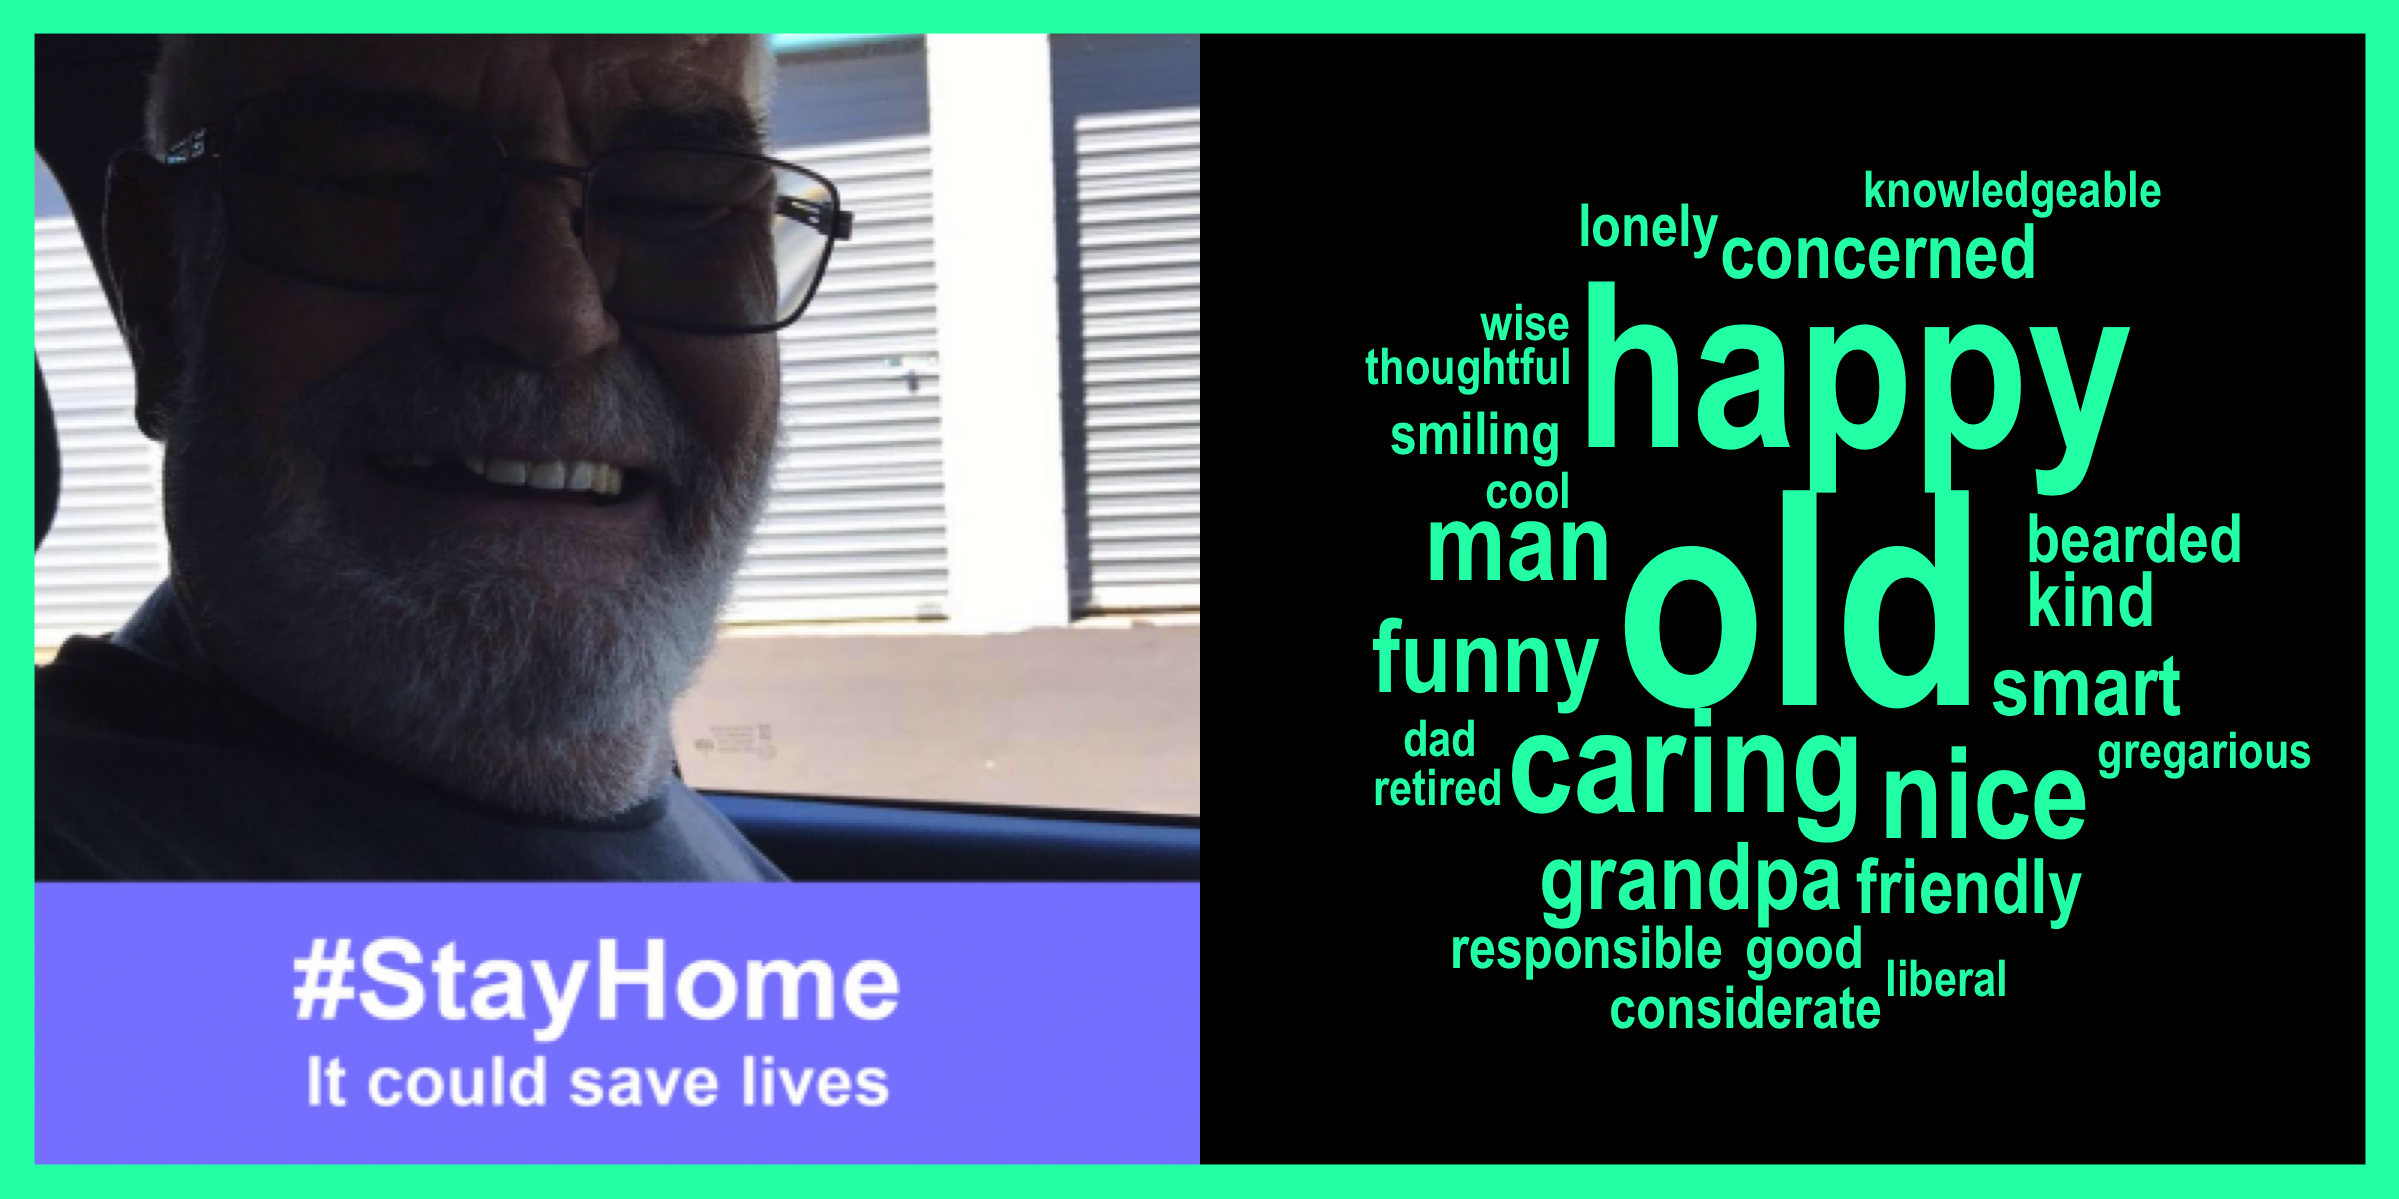 #StayHome
It could save lives
knowledgeable
lonely
concerned
happy
wise
thoughtful
smiling
cool
man
old
bearded
kind
funny
smart
dad
caring
gregarious
retired
nice
grandpa
friendly
responsible
good
liberal
considerate